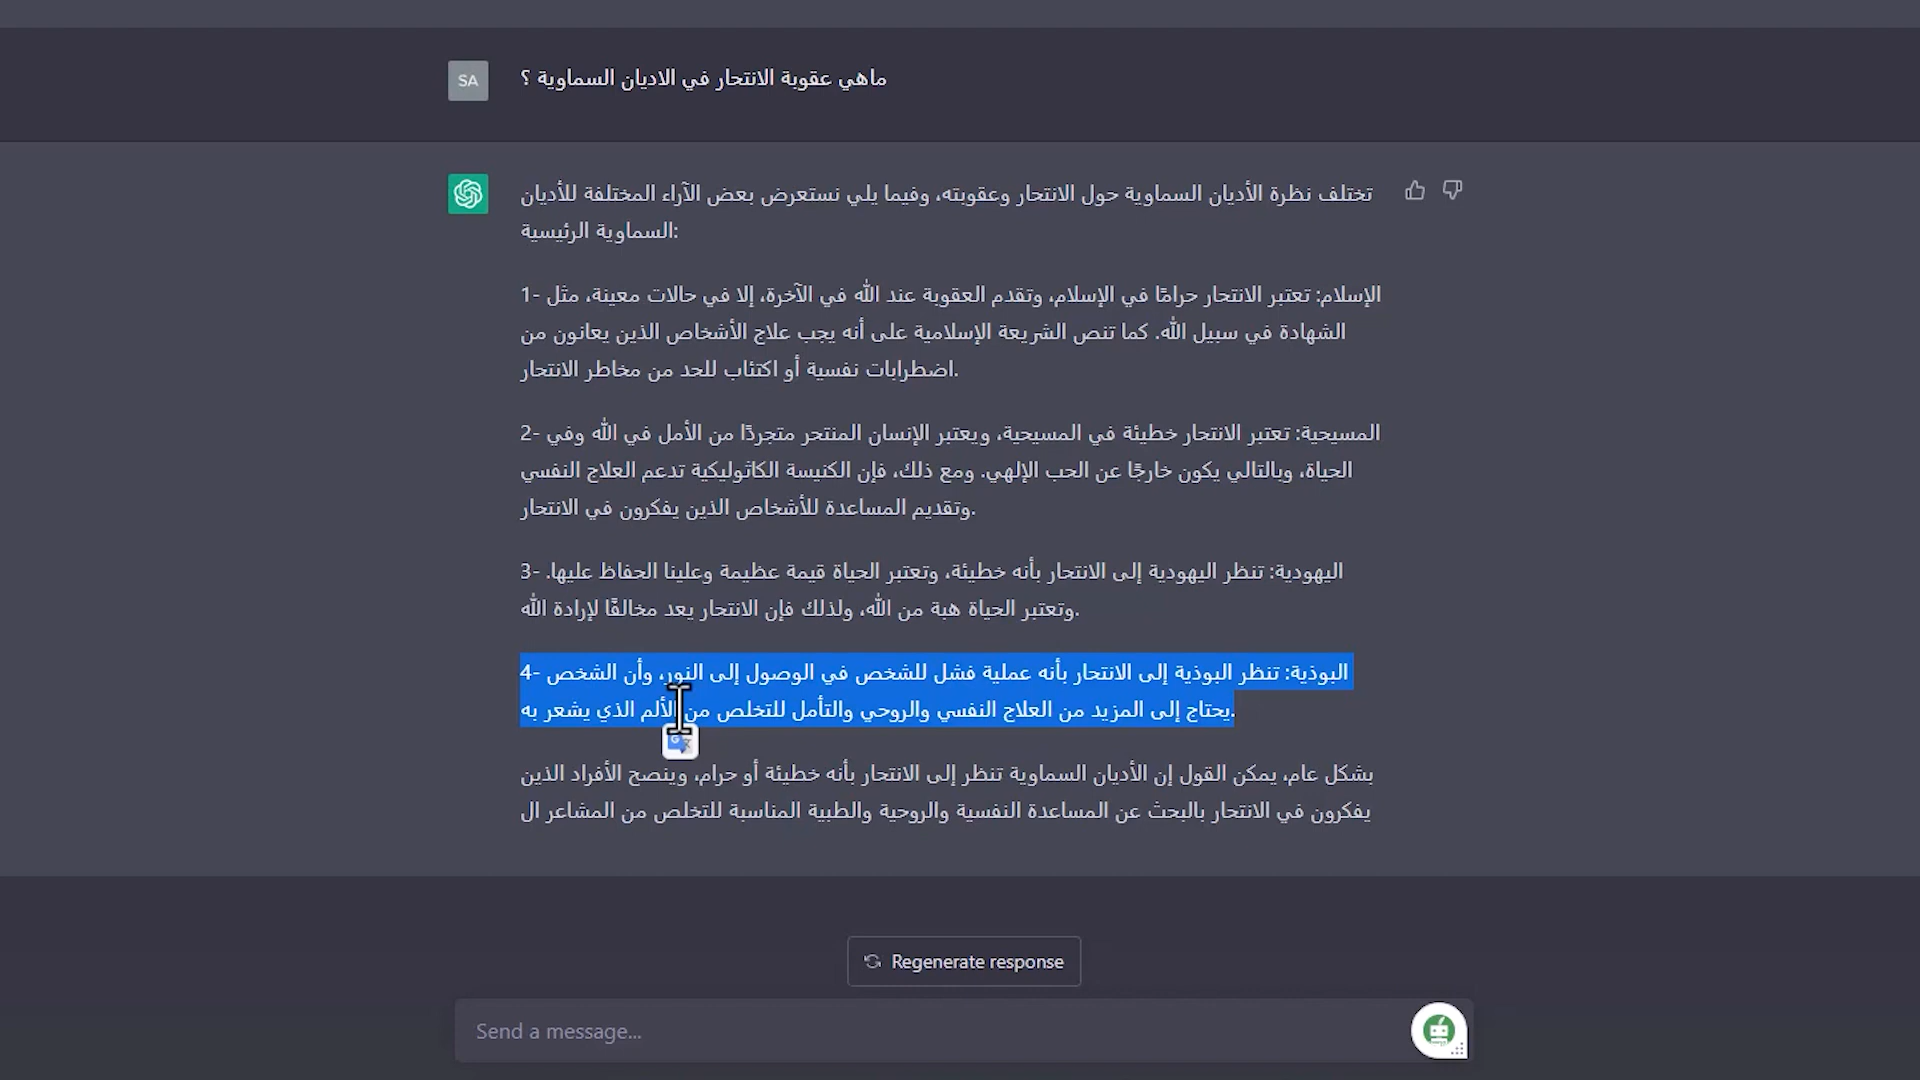 SA
ماهي عقوبة الانتحار في الاديان السماوية ؟
تختلف نظرة الأديان السماوية حول الانتحار وعقوبته، وفيما يلي نستعرض بعض الآراء المختلفة للأديان
السماوية الرئيسية:
1- الإسلام: تعتبر الانتحار حرامًا في الإسلام، وتقدم العقوبة عند الله في الآخرة، إلا في حالات معينة، مثل
الشهادة في سبيل الله. كما تنص الشريعة الإسلامية على أنه يجب علاج الأشخاص الذين يعانون من
اضطرابات نفسية أو اكتئاب للحد من مخاطر الانتحار.
2- المسيحية: تعتبر الانتحار خطيئة في المسيحية، ويعتبر الإنسان المنتحر متجردًا من الأمل في الله وفي
الحياة، وبالتالي يكون خارجًا عن الحب الإلهي. ومع ذلك، فإن الكنيسة الكاثوليكية تدعم العلاج النفسي
وتقديم المساعدة للأشخاص الذين يفكرون في الانتحار.
3- اليهودية: تنظر اليهودية إلى الانتحار بأنه خطيئة، وتعتبر الحياة قيمة عظيمة وعلينا الحفاظ عليها.
وتعتبر الحياة هبة من الله، ولذلك فإن الانتحار يعد مخالفًا لإرادة الله.
4- البوذية: تنظر البوذية إلى الانتحار بأنه عملية فشل للشخص في الوصول إلى النور، وأن الشخص
يحتاج إلى المزيد من العلاج النفسي والروحي والتأمل للتخلص من الألم الذي يشعر به.
بشكل عام، يمكن القول إن الأديان السماوية تنظر إلى الانتحار بأنه خطيئة أو حرام، وينصح الأفراد الذين
يفكرون في الانتحار بالبحث عن المساعدة النفسية والروحية والطبية المناسبة للتخلص من المشاعر ال
Regenerate response
Send a message...